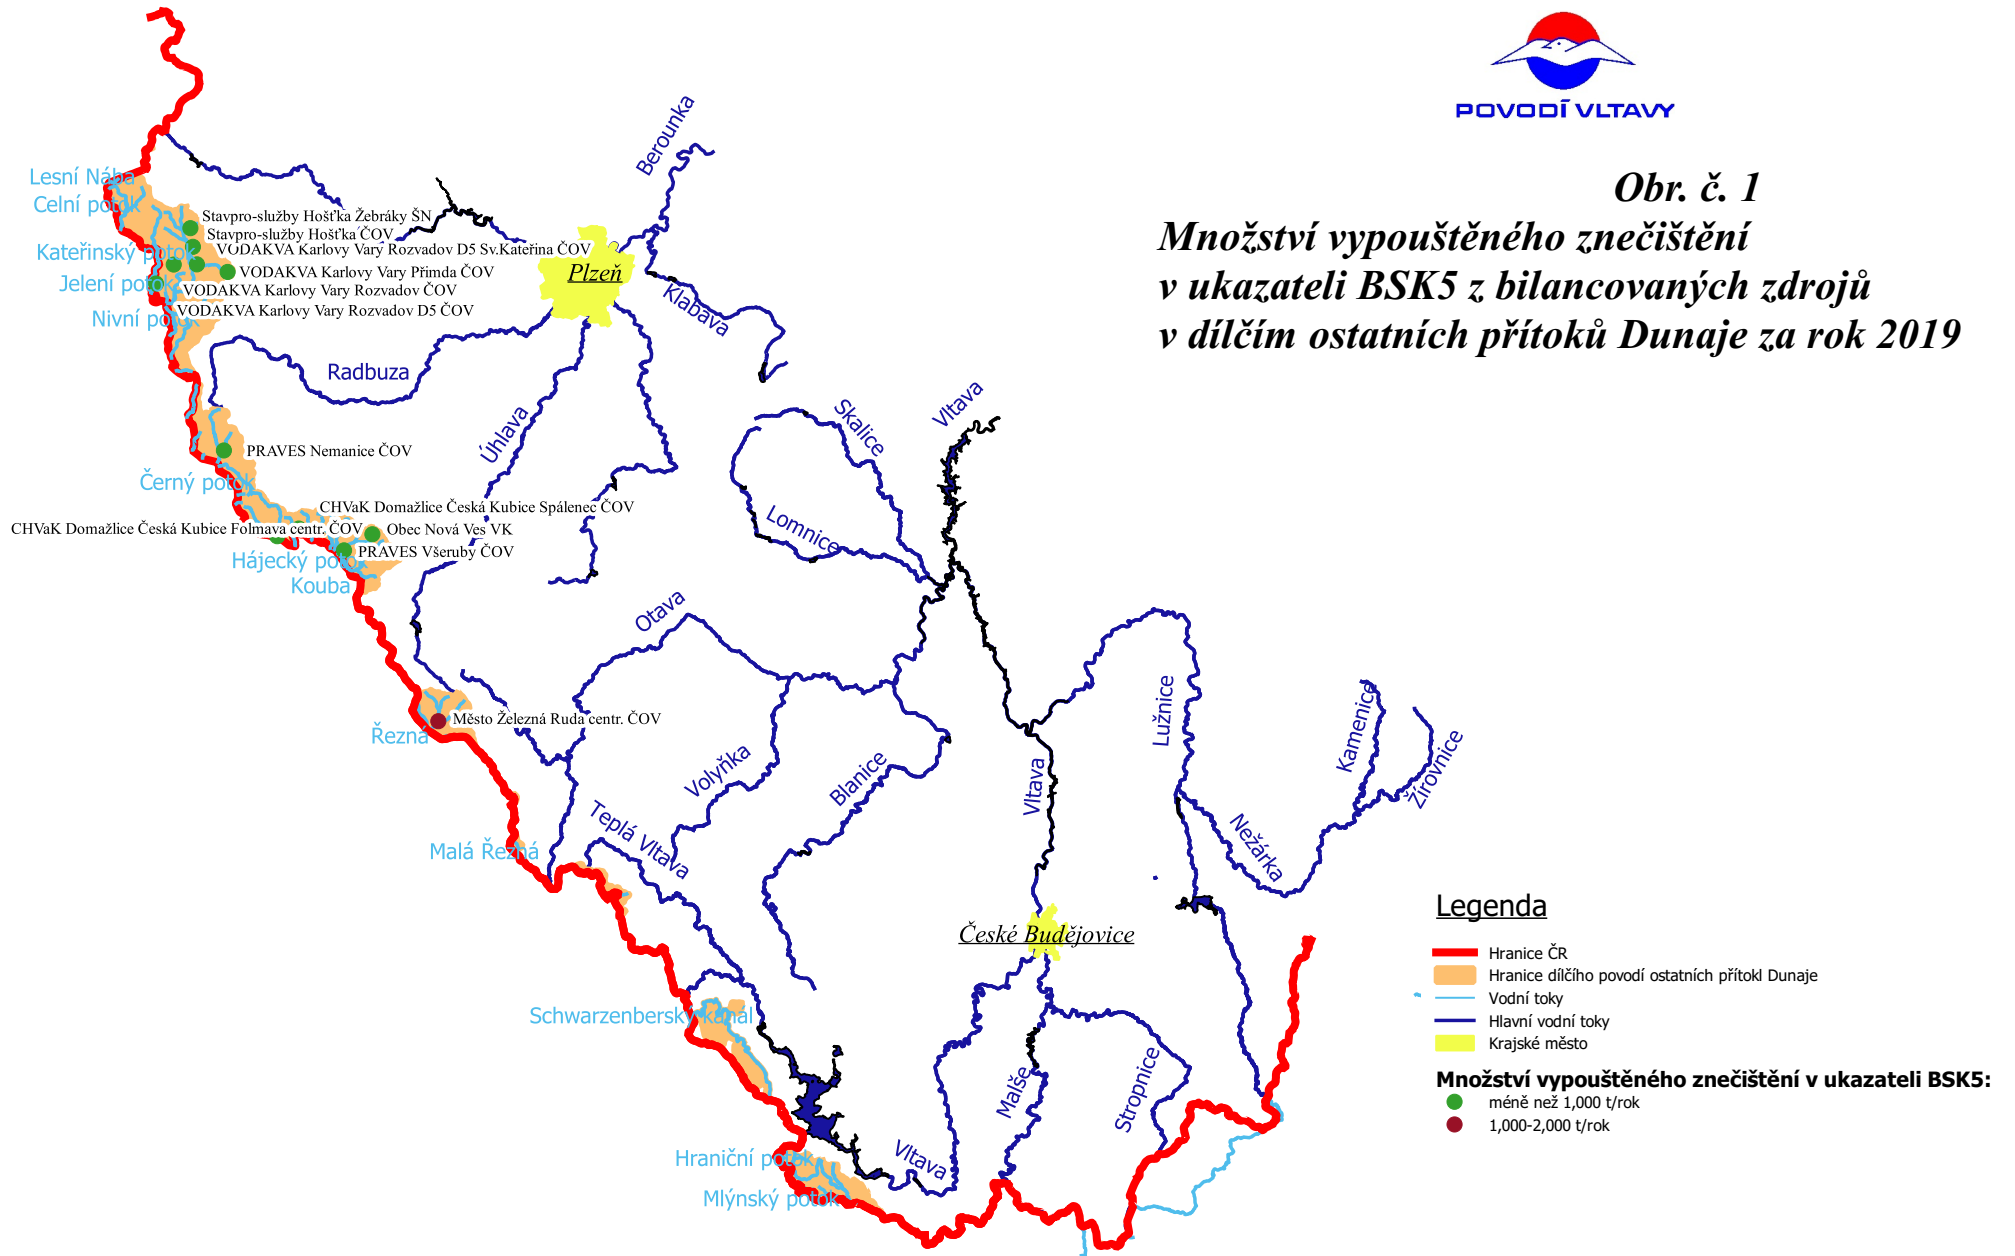 POVODÍ VLTAVY
Obr. č. 1
Množství vypouštěného znečištění
v ukazateli BSK5 z bilancovaných zdrojů
v dílčím ostatních přítoků Dunaje za rok 2019
Berounka
Lesní Nába
Celní potok
Stavpro-služby Hošťka Žebráky ŠN
Stavpro-služby Hošťka ČOV
VODAKVA Karlovy Vary Rozvadov D5 Sv.Kateřina ČOV
Kateřinský potok
VODAKVA Karlovy Vary Přimda ČOV
Plzeň
Jelení potok
VODAKVA Karlovy Vary Rozvadov ČOV
Klabava
VODAKVA Karlovy Vary Rozvadov D5 ČOV
Nivní potok
Radbuza
Úhlava
Skalice
Vltava
PRAVES Nemanice ČOV
Černý potok
CHVaK Domažlice Česká Kubice Spálenec ČOV
CHVaK Domažlice Česká Kubice Folmava centr. ČOV
Obec Nová Ves VK
Lomnice
PRAVES Všeruby ČOV
Hájecký potok
Kouba
Otava
Město Železná Ruda centr. ČOV
Řezná
Lužnice
Kamenice
Žirovnice
Volyňka
Blanice
Vltava
Teplá Vltava
Malá Řezná
Nežárka
České Budějovice
Schwarzenberský kanál
Malše
Stropnice
Vltava
Hraniční potok
Mlýnský potok
Legenda
Hranice ČR
Hranice dílčího povodí ostatních přítokl Dunaje
Vodní toky
Hlavní vodní toky
Krajské město
Množství vypouštěného znečištění v ukazateli BSK5:
méně než 1,000 t/rok
1,000-2,000 t/rok